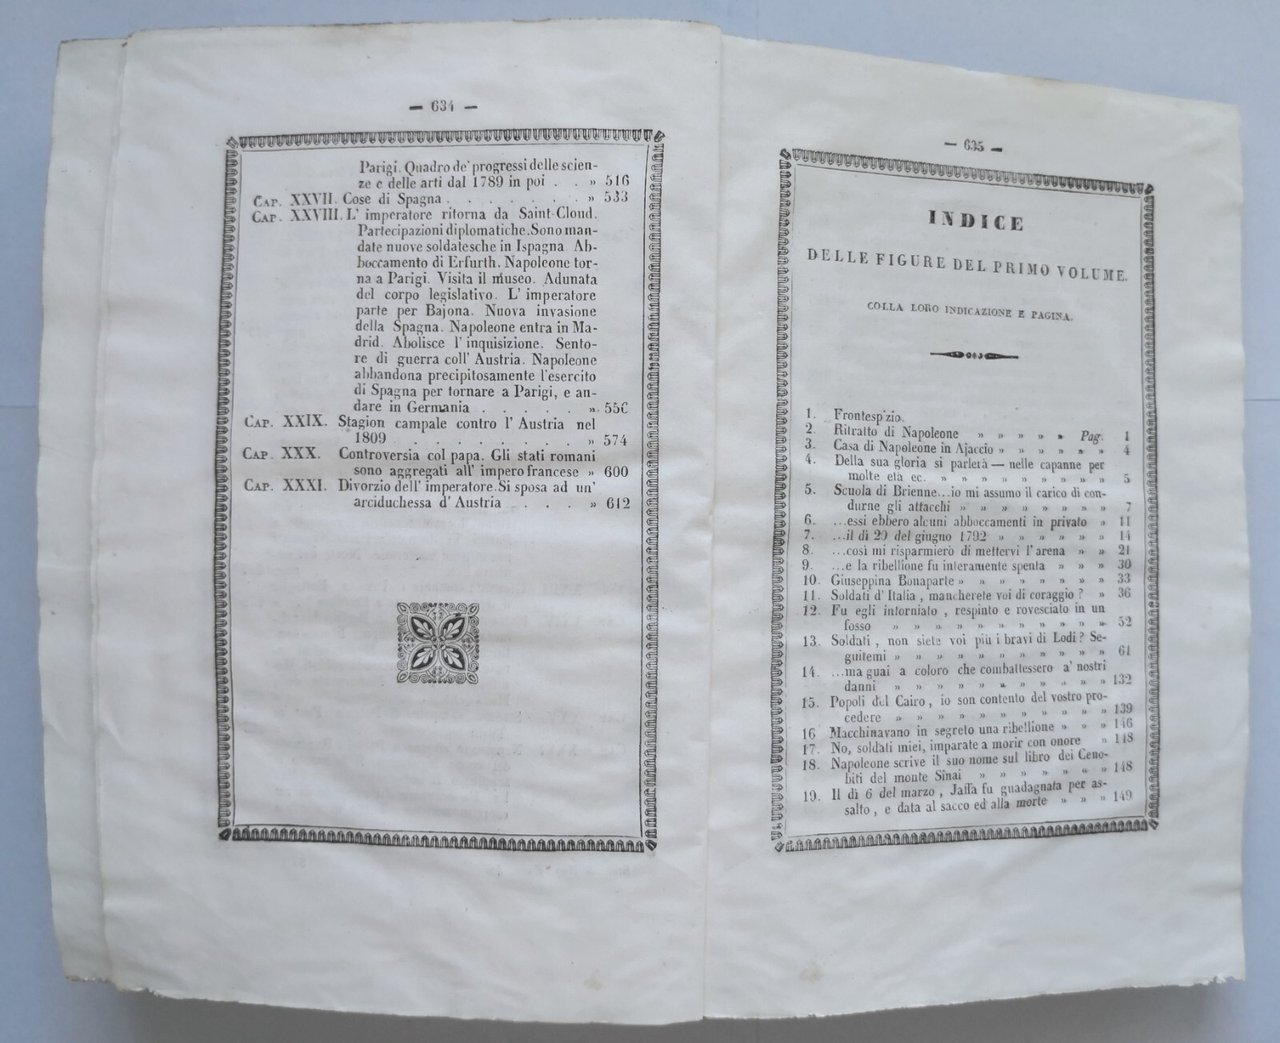 — 634 —
Parigi. Quadro de' progressi delle scien-
ze e delle arti dal 1789 in poi . . » 516
CAP. XXVII. Cose di Spagna . . . . . . . » 533
CAP. XXVIII. L' imperatore ritorna da Saint-Cloud.
Partecipazioni diplomatiche. Sono man-
date nuove soldatesche in Ispagna Ab-
boccamento di Erfurth. Napoleone tor-
na a Parigi. Visita il museo. Adunata
del corpo legislativo. L' imperatore
parte per Bajona. Nuova invasione
della Spagna. Napoleone entra in Ma-
drid. Abolisce l' inquisizione. Sento-
re di guerra coll' Austria. Napoleone
abbandona precipitosamente l'esercito
di Spagna per tornare a Parigi, e an-
dare in Germania . . . . . » 550
CAP. XXIX. Stagion campale contro l' Austria nel
1809 . . . . . . . . » 574
CAP. XXX. Controversia col papa. Gli stati romani
sono aggregati all' impero francese » 600
CAP. XXXI. Divorzio dell' imperatore. Si sposa ad un'
arciduchessa d' Austria . . . » 612
— 635 —
INDICE
DELLE FIGURE DEL PRIMO VOLUME.
COLLA LORO INDICAZIONE E PAGINA.
1. Frontespizio.
2. Ritratto di Napoleone » » » » » Pag. 1
3. Casa di Napoleone in Ajaccio » » » » » 4
4. Della sua gloria si parlerà — nelle capanne per
molte età ec. » » » » » » » » » 5
5. Scuola di Brienne...io mi assumo il carico di con-
durne gli attacchi » » » » » » » 7
6. ...essi ebbero alcuni abboccamenti in privato » 11
7. ...il dì 29 del giugno 1792 » » » » » » 14
8. ...così mi risparmierò di mettervi l' arena » » 21
9. ...e la ribellione fu interamente spenta » » » 30
10. Giuseppina Bonaparte » » » » » » » » 33
11. Soldati d' Italia , mancherete voi di coraggio ? » 36
12. Fu egli intorniato , respinto e rovesciato in un
fosso » » » » » » » » » » » 52
13. Soldati , non siete voi più i bravi di Lodi ? Se-
guitemi » » » » » » » » » » 61
14. ...ma guai a coloro che combattessero a' nostri
danni » » » » » » » » » » 132
15. Popoli del Cairo , io son contento del vostro pro-
cedere » » » » » » » » » » 139
16 Macchinavano in segreto una ribellione » » » 146
17. No, soldati miei, imparate a morir con onore » 148
18. Napoleone scrive il suo nome sul libro dei Ceno-
biti del monte Sinai » » » » » » » 148
19. Il dì 6 del marzo , Jaffa fu guadagnata per as-
salto , e data al sacco ed alla morte » » » 149